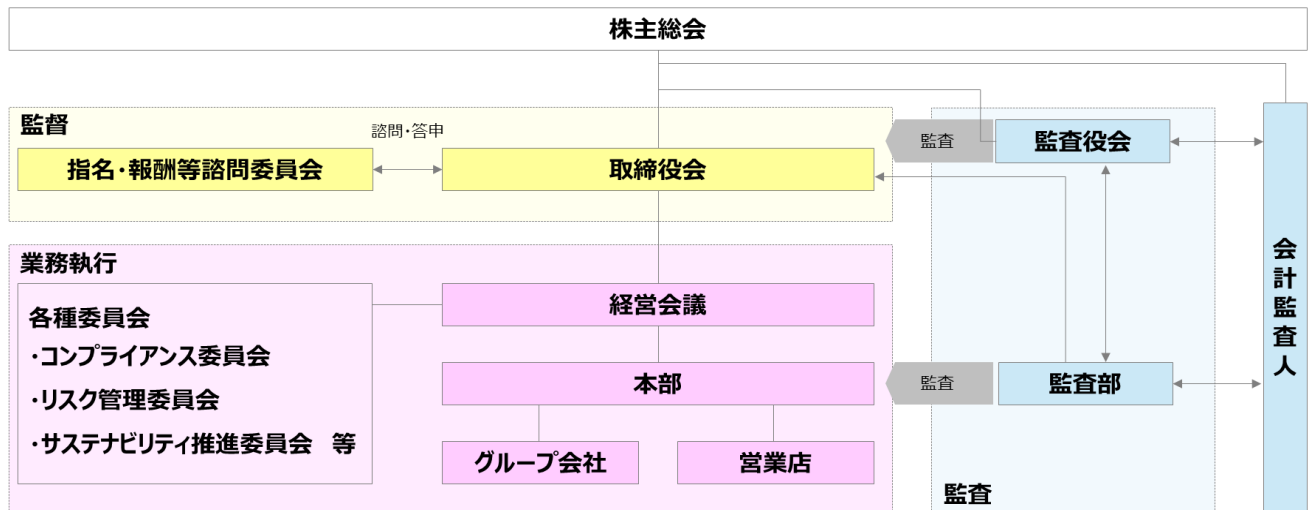 株主総会
監督
諮問・答申
指名・報酬等諮問委員会
取締役会
監査
監査役会
業務執行
各種委員会
・コンプライアンス委員会
・リスク管理委員会
・サステナビリティ推進委員会　等
経営会議
本部
グループ会社
営業店
監査
監査部
監査
会計監査人